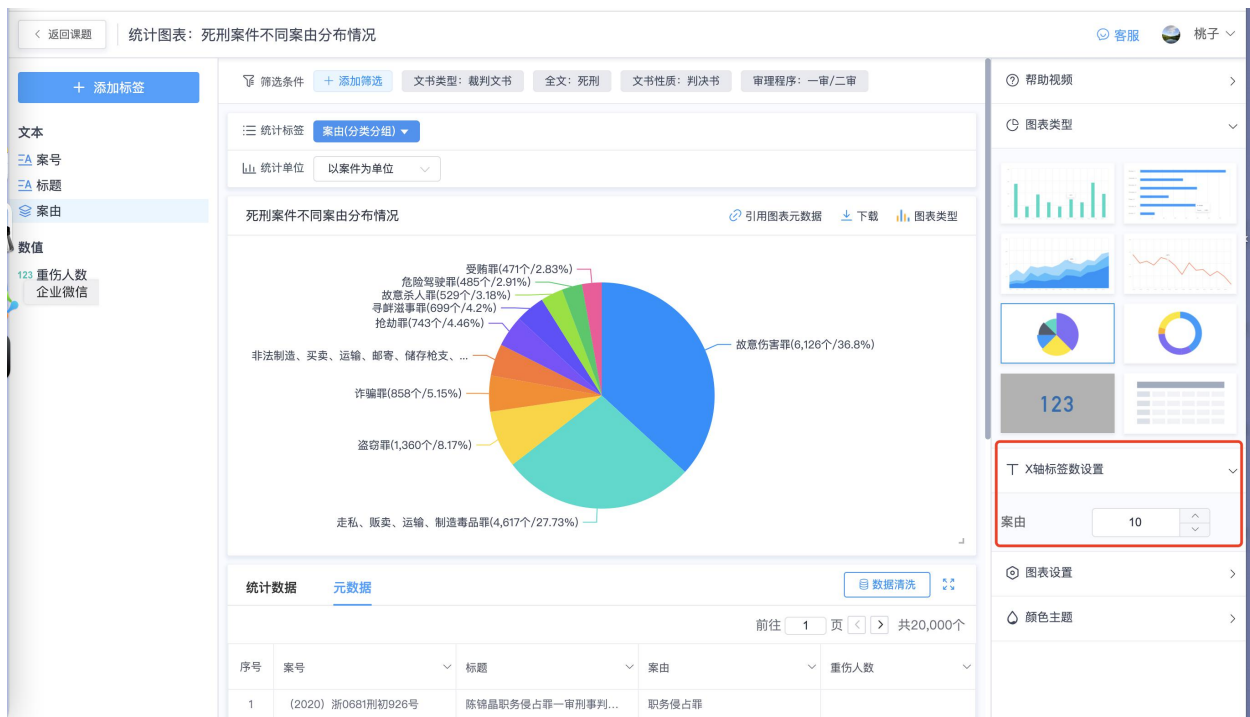 返回课题
统计图表：死刑案件不同案由分布情况
客服
桃子
+ 添加标签
文本
案号
标题
案由
数值
123 重伤人数
企业微信
筛选条件 + 添加筛选 文书类型：裁判文书 全文：死刑 文书性质：判决书 审理程序：一审/二审
统计标签 案由(分类分组)
统计单位 以案件为单位
死刑案件不同案由分布情况 引用图表元数据 下载 图表类型
受贿罪(471个/2.83%)
危险驾驶罪(485个/2.91%)
故意杀人罪(529个/3.18%)
寻衅滋事罪(699个/4.2%)
抢劫罪(743个/4.46%)
故意伤害罪(6,126个/36.8%)
非法制造、买卖、运输、邮寄、储存枪支、...
诈骗罪(858个/5.15%)
盗窃罪(1,360个/8.17%)
走私、贩卖、运输、制造毒品罪(4,617个/27.73%)
统计数据 元数据 数据清洗
前往 1 页 共20,000个
序号 案号 标题 案由 重伤人数
1 （2020）浙0681刑初926号 陈锦晶职务侵占罪一审刑事判... 职务侵占罪
帮助视频
图表类型
123
X轴标签数设置
案由 10
图表设置
颜色主题